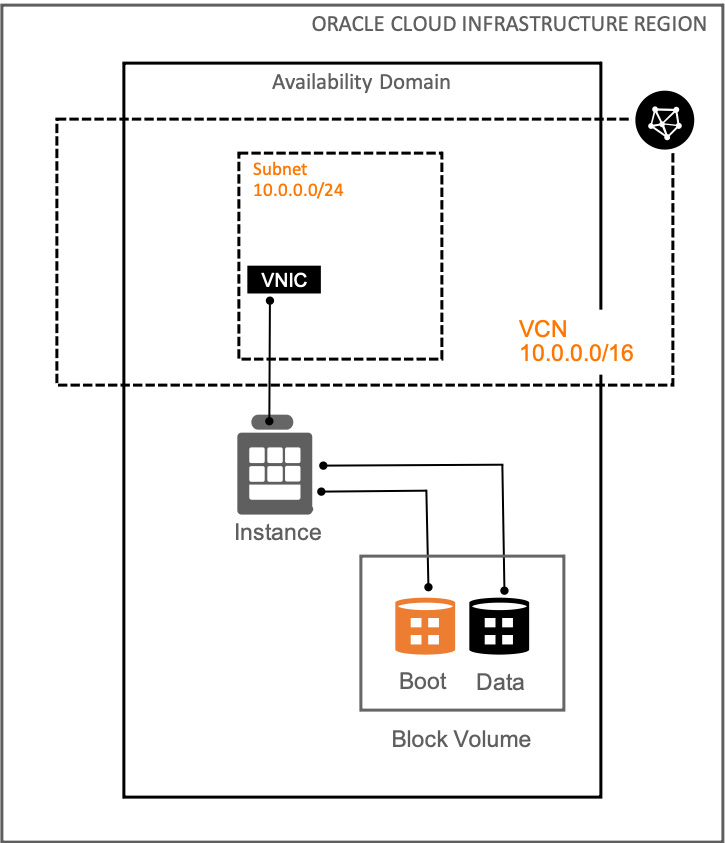 ORACLE CLOUD INFRASTRUCTURE REGION
Availability Domain
Subnet
10.0.0.0/24
VNIC
VCN
10.0.0.0/16
Instance
Boot
Data
Block Volume